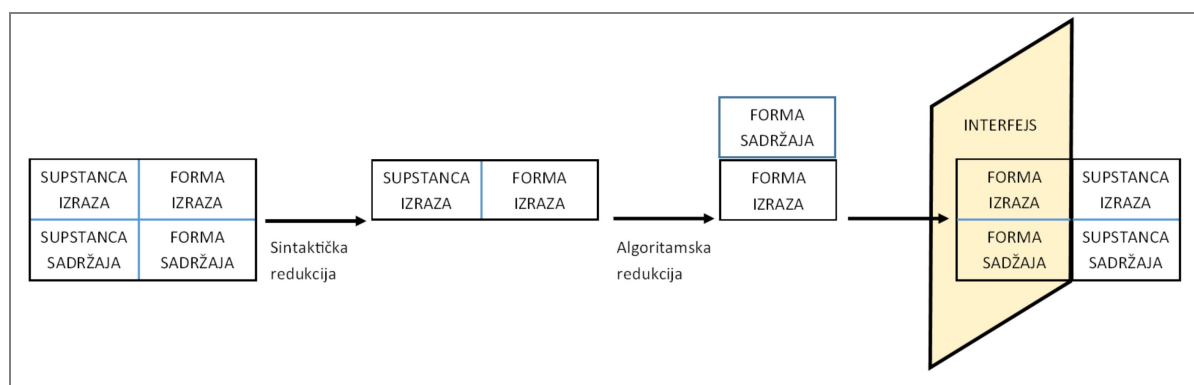 SUPSTANCA
IZRAZA
FORMA
IZRAZA
SUPSTANCA
SADRŽAJA
FORMA
SADRŽAJA
Sintaktička
redukcija
SUPSTANCA
IZRAZA
FORMA
IZRAZA
Algoritamska
redukcija
FORMA
SADRŽAJA
FORMA
IZRAZA
INTERFEJS
FORMA
IZRAZA
SUPSTANCA
IZRAZA
FORMA
SADŽAJA
SUPSTANCA
SADRŽAJA